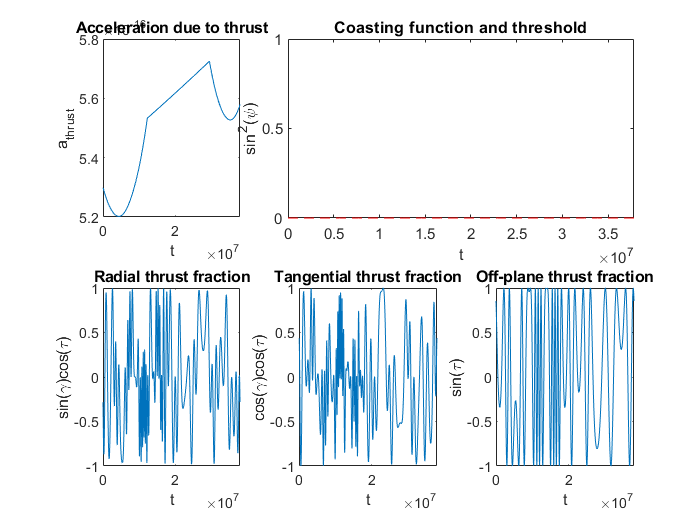 Acceleration due to thrust
5.8
5.6
5.4
5.2
a_thrust
0
2
t
×10^7
Coasting function and threshold
1
0.5
0
sin^2(ψ̇)
0 0.5 1 1.5 2 2.5 3 3.5
t
×10^7
Radial thrust fraction
1
0.5
0
-0.5
-1
sin(γ)cos(τ)
0 2
t
×10^7
Tangential thrust fraction
1
0.5
0
-0.5
-1
cos(γ)cos(τ)
0 2
t
×10^7
Off-plane thrust fraction
1
0.5
0
-0.5
-1
sin(τ)
0 2
t
×10^7